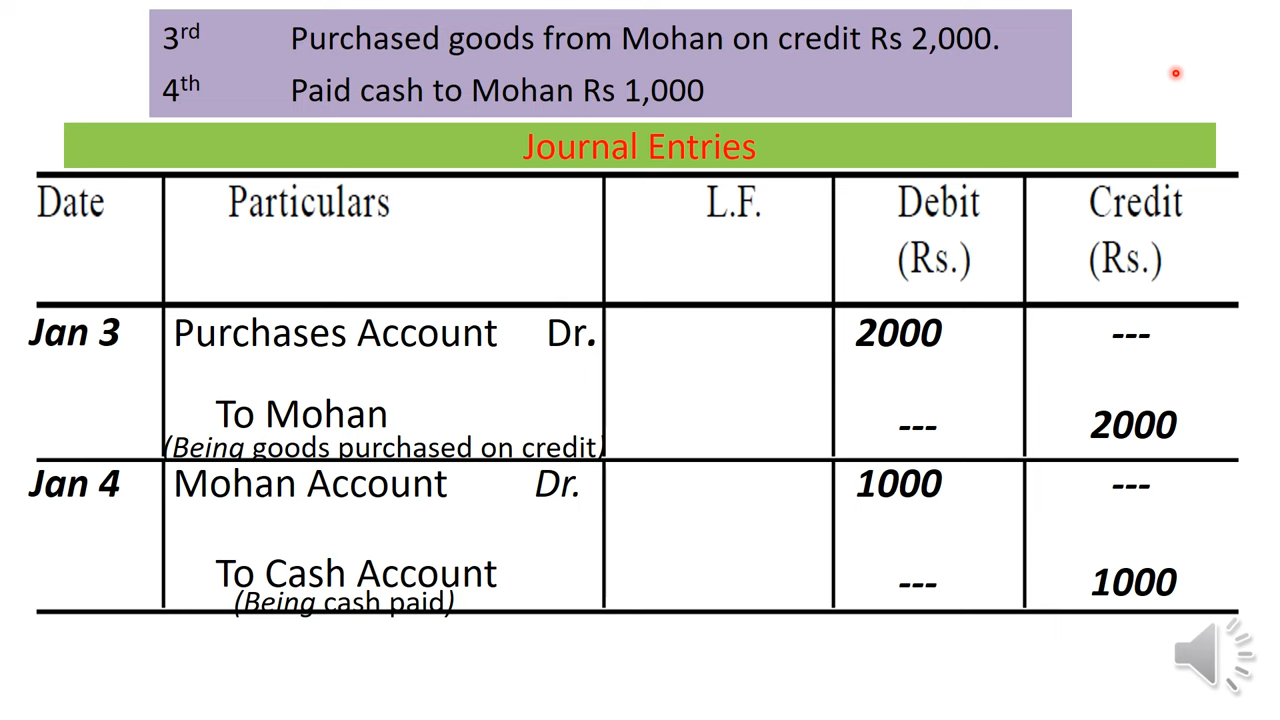 3rd Purchased goods from Mohan on credit Rs 2,000.
4th Paid cash to Mohan Rs 1,000
Journal Entries
Date Particulars L.F. Debit Credit
(Rs.) (Rs.)
Jan 3 Purchases Account Dr. 2000 ---
To Mohan --- 2000
(Being goods purchased on credit)
Jan 4 Mohan Account Dr. 1000 ---
To Cash Account --- 1000
(Being cash paid)